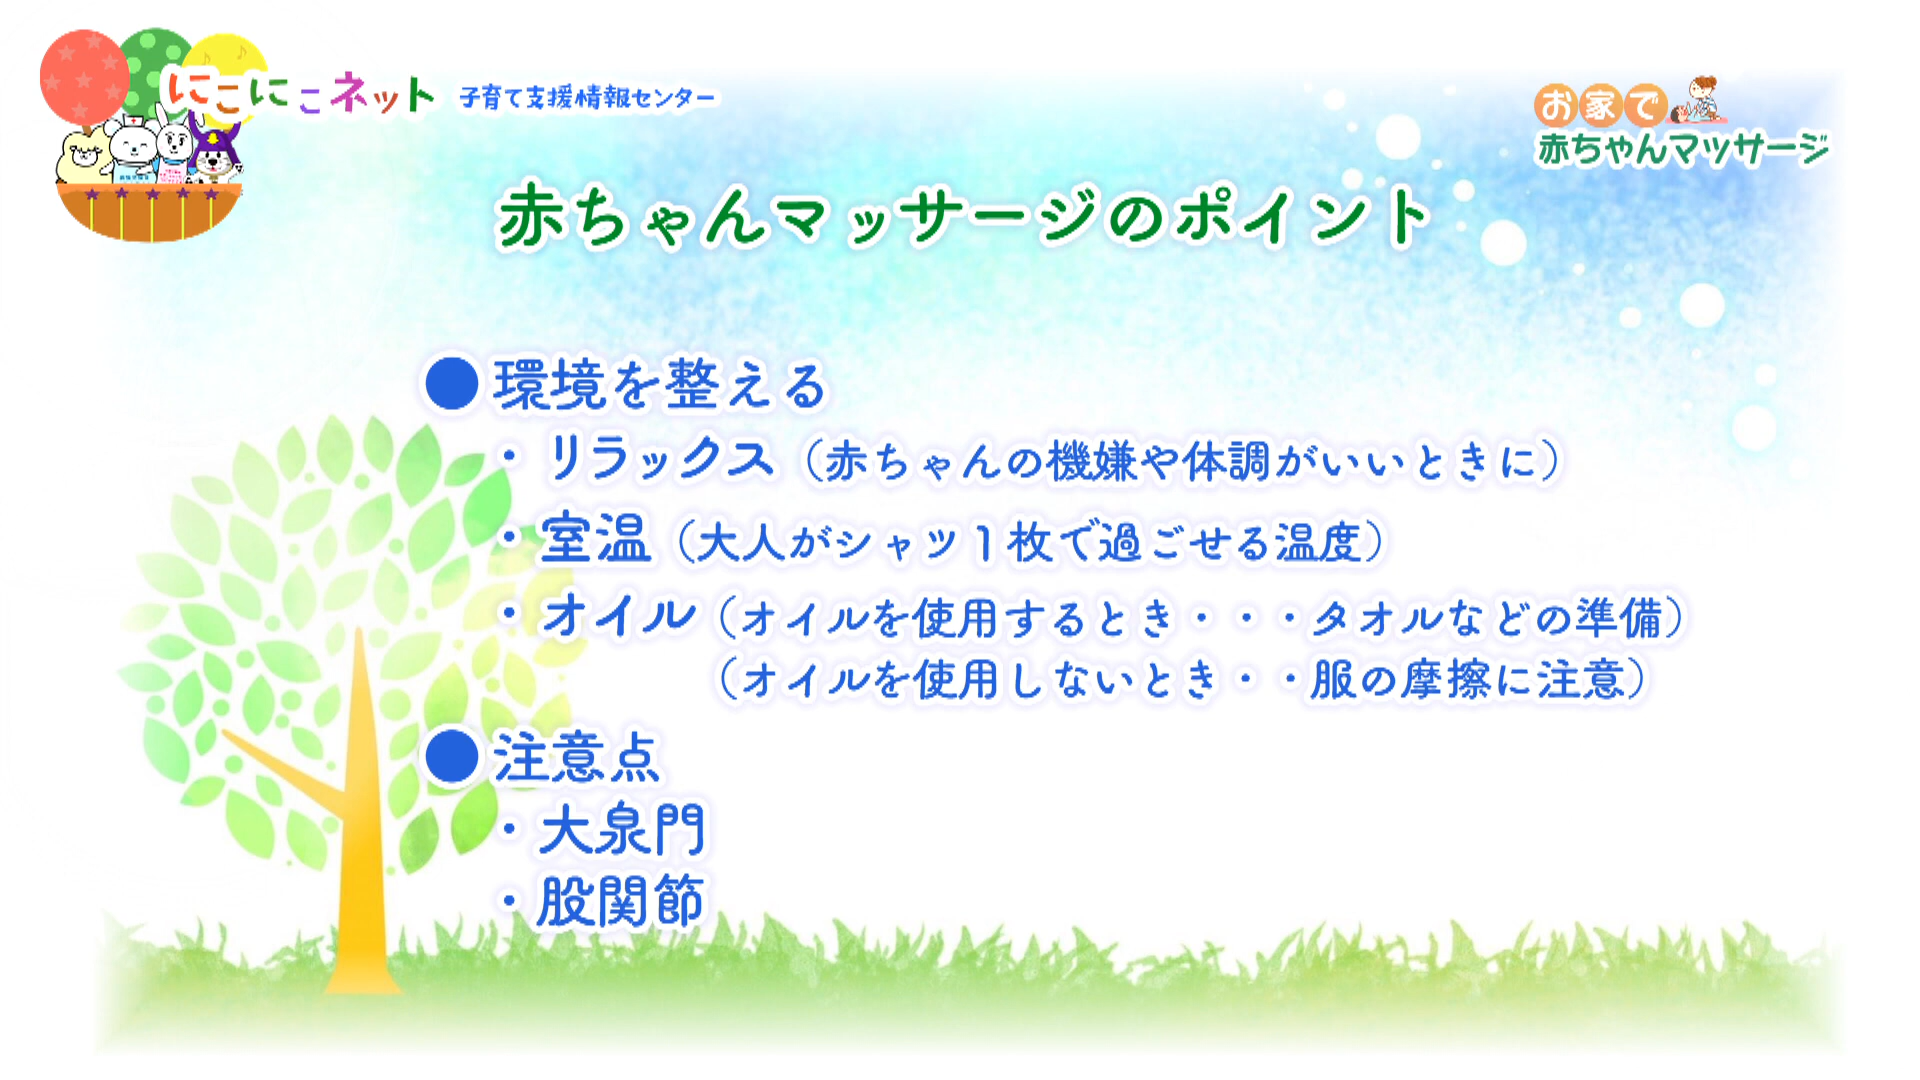 にこにこネット 子育て支援情報センター
お家で
赤ちゃんマッサージ
赤ちゃんマッサージのポイント
●環境を整える
・リラックス（赤ちゃんの機嫌や体調がいいときに）
・室温（大人がシャツ１枚で過ごせる温度）
・オイル（オイルを使用するとき・・・タオルなどの準備）
（オイルを使用しないとき・・服の摩擦に注意）
●注意点
・大泉門
・股関節